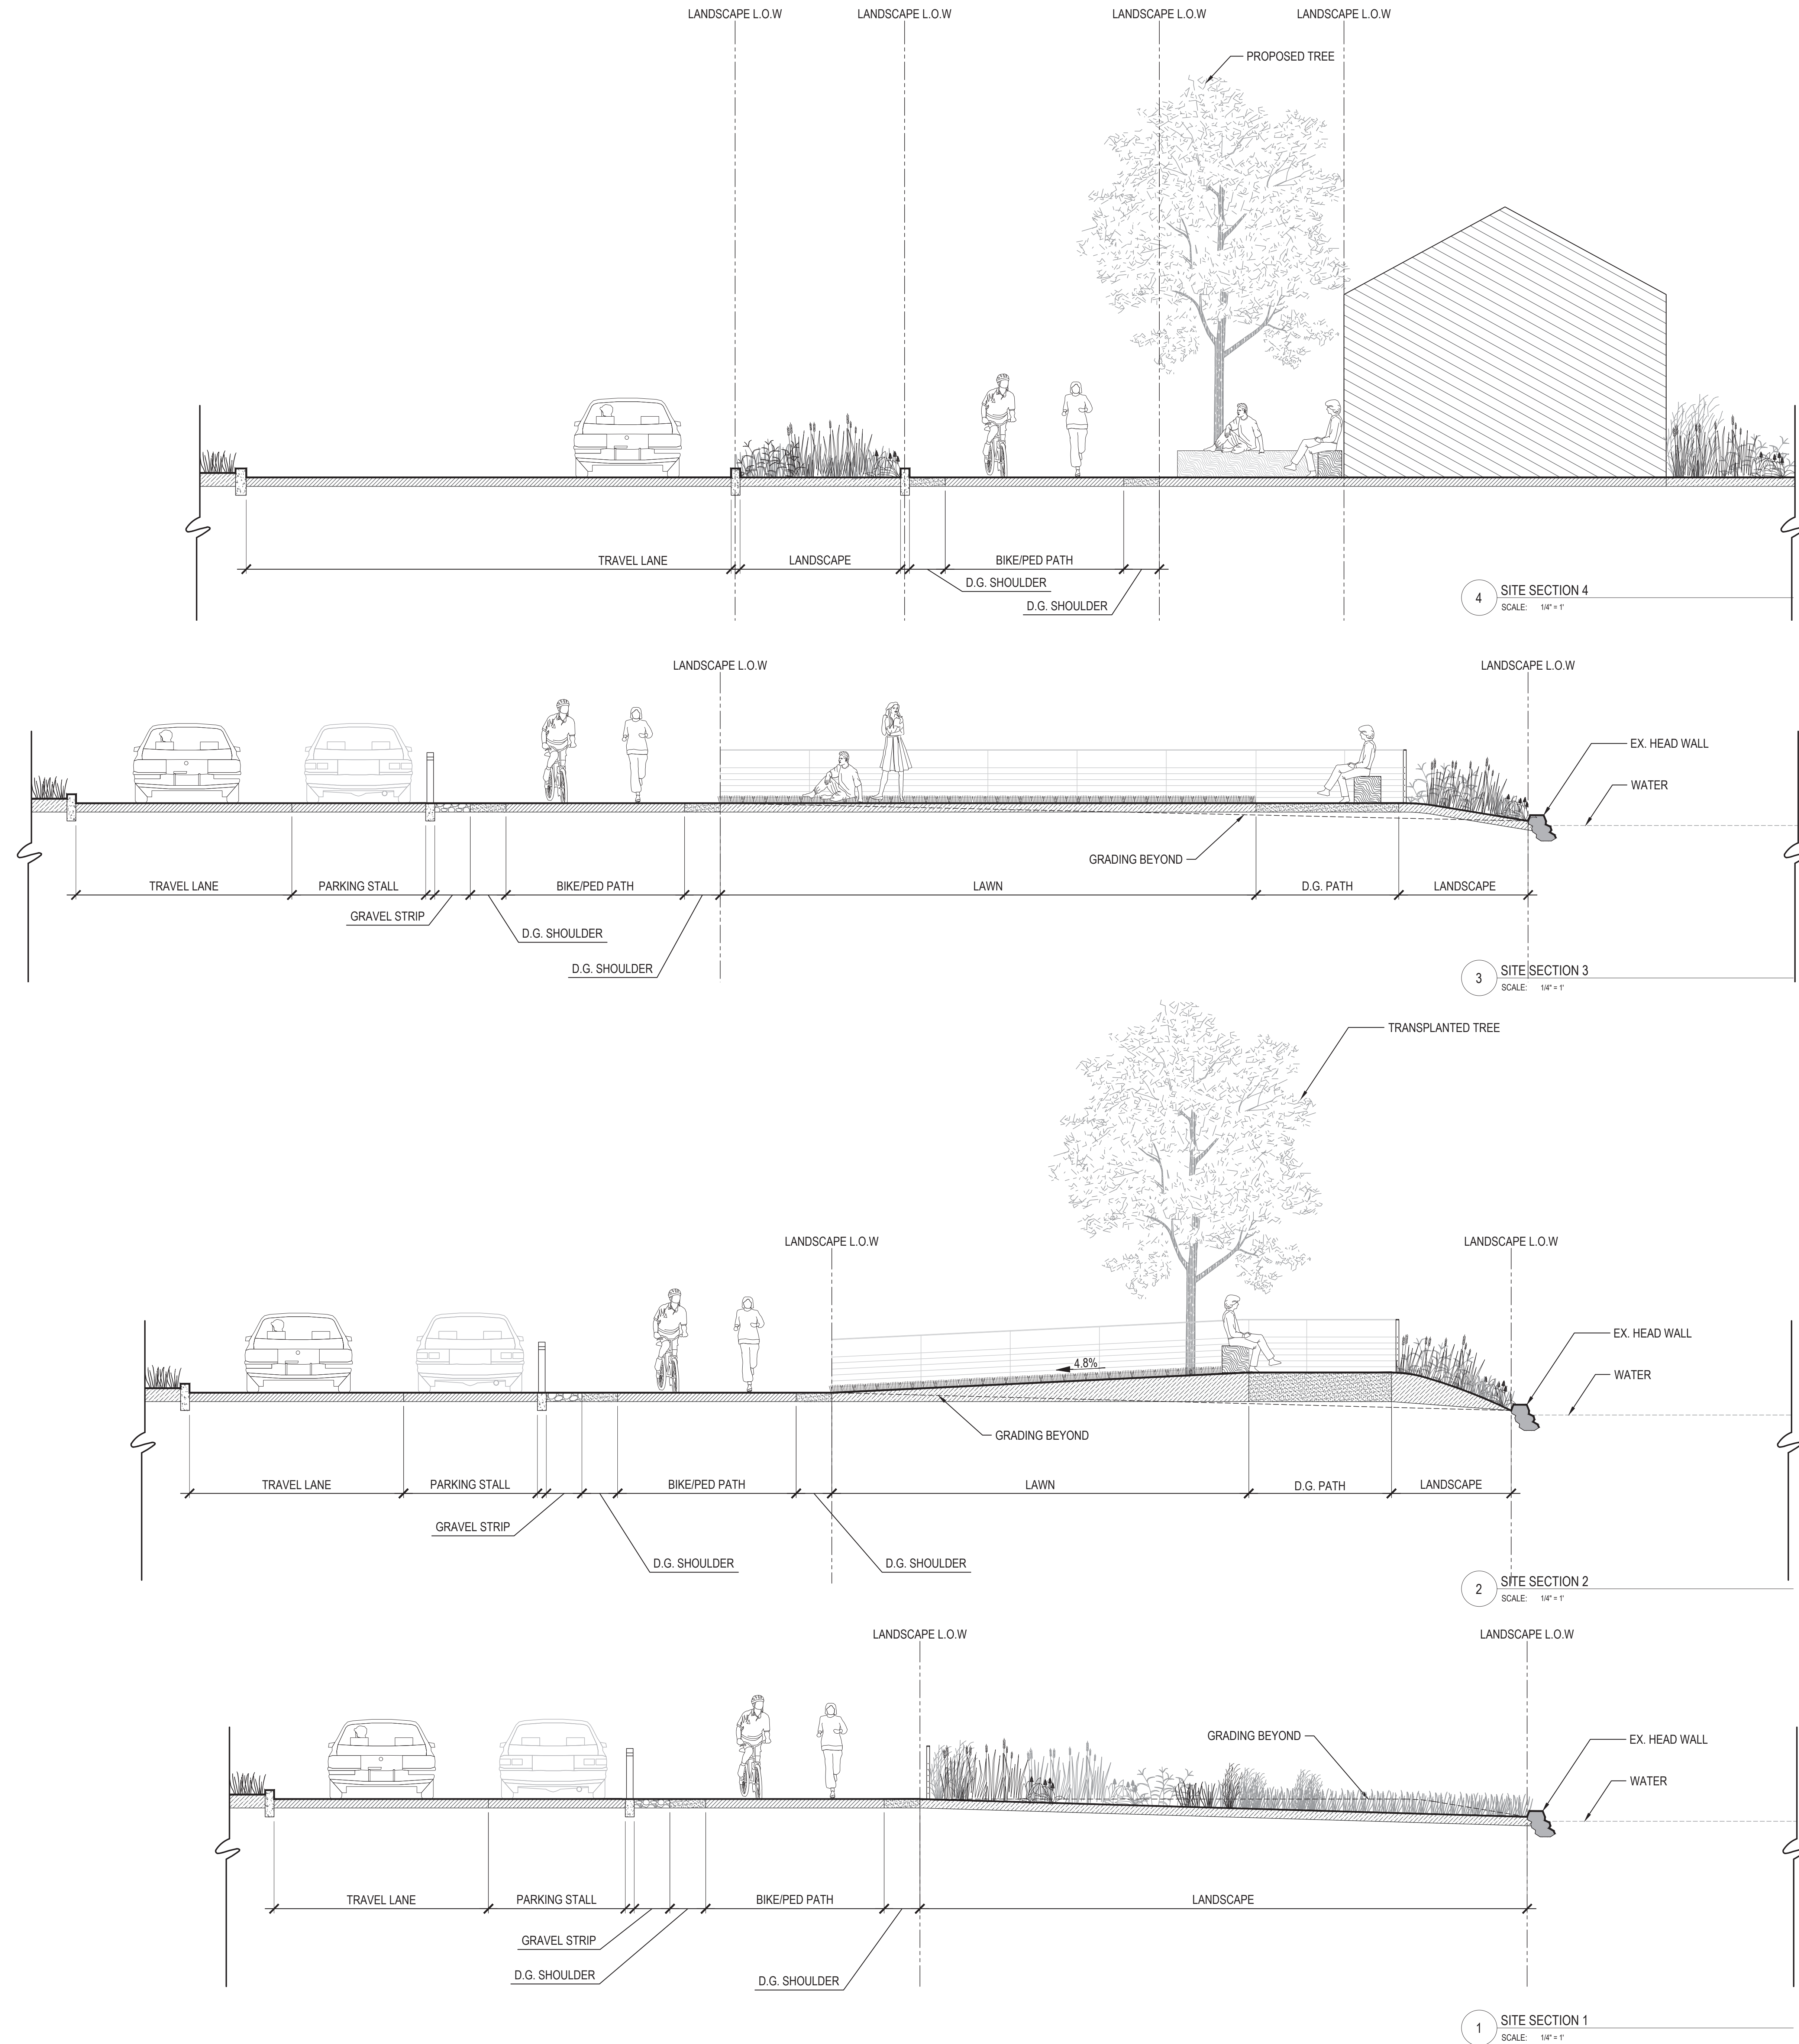 LANDSCAPE L.O.W
LANDSCAPE L.O.W
LANDSCAPE L.O.W
LANDSCAPE L.O.W
PROPOSED TREE
TRAVEL LANE
LANDSCAPE
BIKE/PED PATH
D.G. SHOULDER
D.G. SHOULDER
4
SITE SECTION 4
SCALE: 1/4" = 1'
LANDSCAPE L.O.W
LANDSCAPE L.O.W
EX. HEAD WALL
WATER
GRADING BEYOND
TRAVEL LANE
PARKING STALL
BIKE/PED PATH
LAWN
D.G. PATH
LANDSCAPE
GRAVEL STRIP
D.G. SHOULDER
D.G. SHOULDER
3
SITE SECTION 3
SCALE: 1/4" = 1'
TRANSPLANTED TREE
LANDSCAPE L.O.W
LANDSCAPE L.O.W
EX. HEAD WALL
4.8%
WATER
GRADING BEYOND
TRAVEL LANE
PARKING STALL
BIKE/PED PATH
LAWN
D.G. PATH
LANDSCAPE
GRAVEL STRIP
D.G. SHOULDER
D.G. SHOULDER
2
SITE SECTION 2
SCALE: 1/4" = 1'
LANDSCAPE L.O.W
LANDSCAPE L.O.W
GRADING BEYOND
EX. HEAD WALL
WATER
TRAVEL LANE
PARKING STALL
BIKE/PED PATH
LANDSCAPE
GRAVEL STRIP
D.G. SHOULDER
D.G. SHOULDER
1
SITE SECTION 1
SCALE: 1/4" = 1'